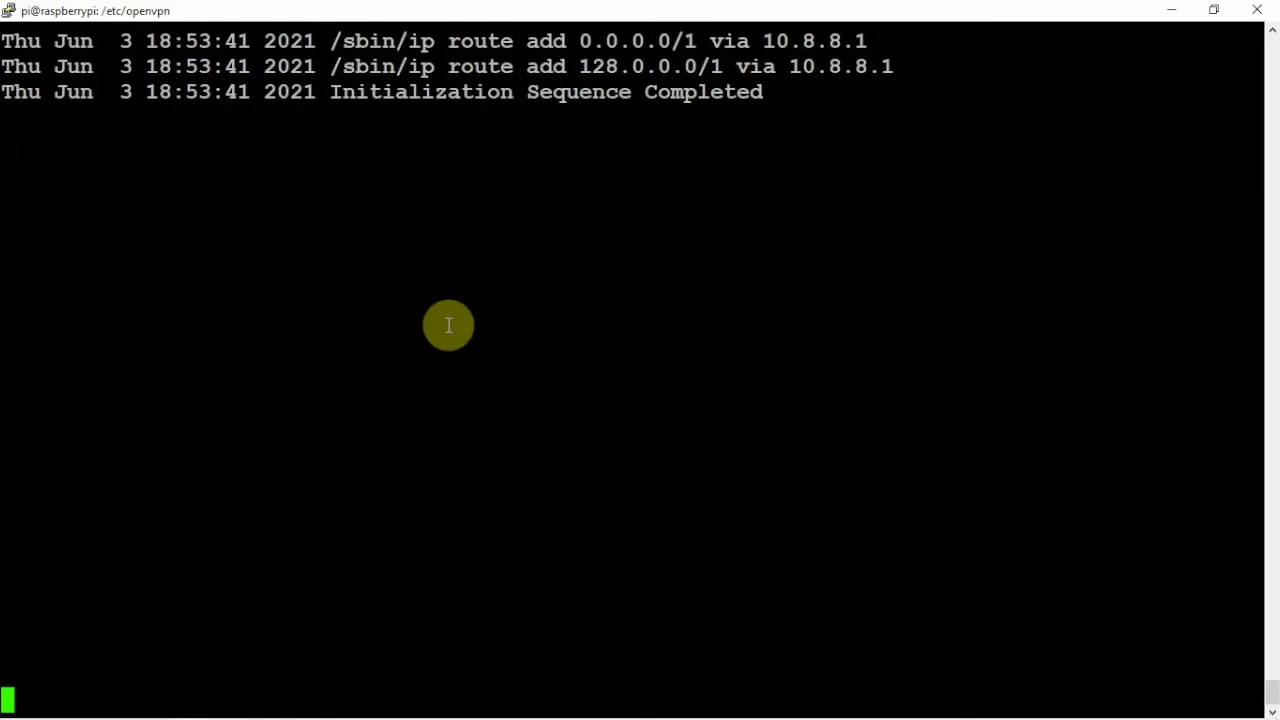 pi@raspberrypi: /etc/openvpn
Thu Jun  3 18:53:41 2021 /sbin/ip route add 0.0.0.0/1 via 10.8.8.1
Thu Jun  3 18:53:41 2021 /sbin/ip route add 128.0.0.0/1 via 10.8.8.1
Thu Jun  3 18:53:41 2021 Initialization Sequence Completed